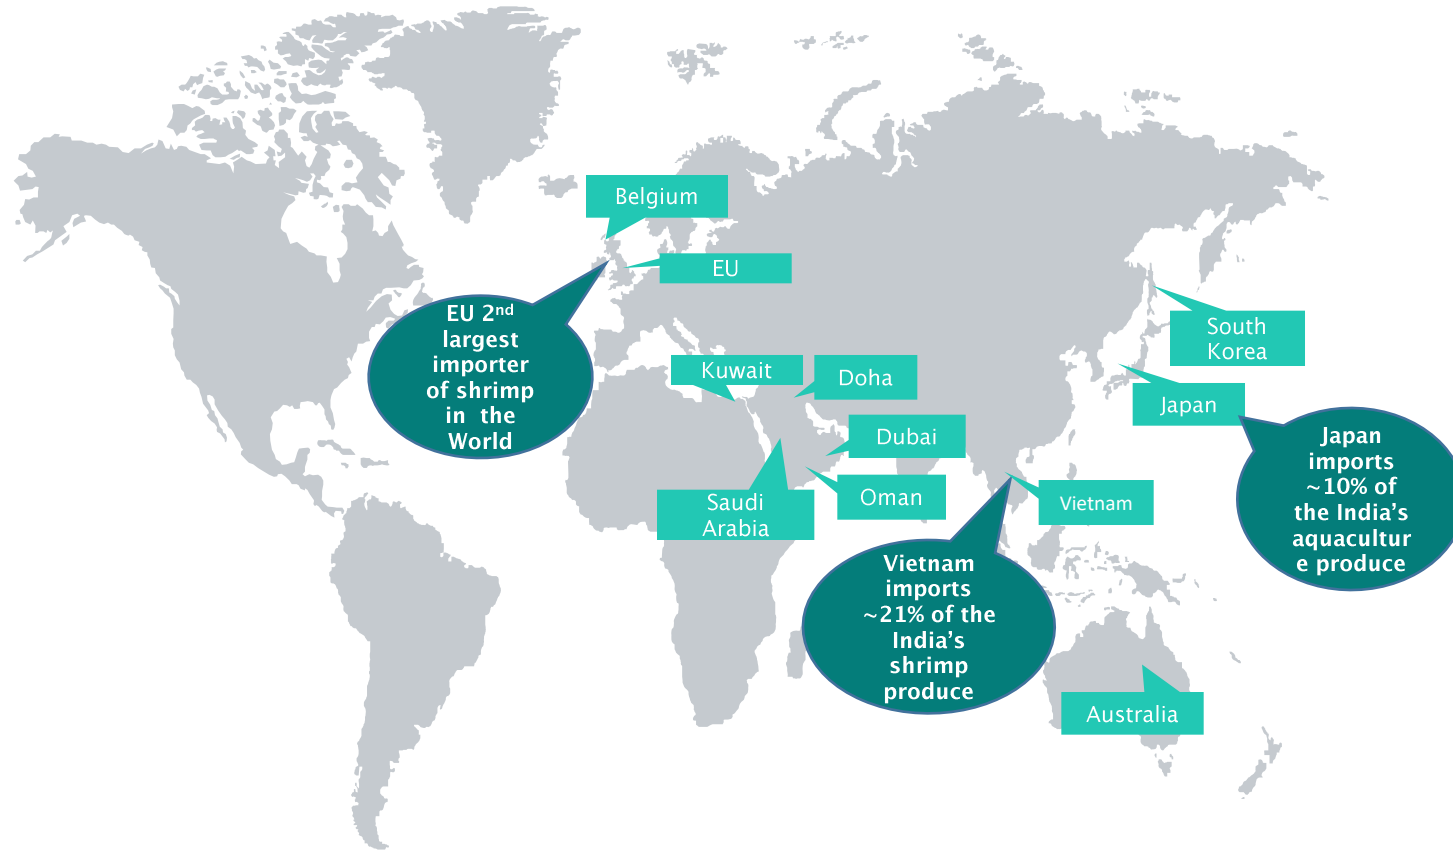 Belgium
EU
EU 2nd
largest
importer
of shrimp
in the
World
Kuwait
Doha
Dubai
Saudi
Arabia
Oman
Vietnam
Vietnam
imports
~21% of the
India’s
shrimp
produce
South
Korea
Japan
Japan
imports
~10% of
the India’s
aquacultur
e produce
Australia